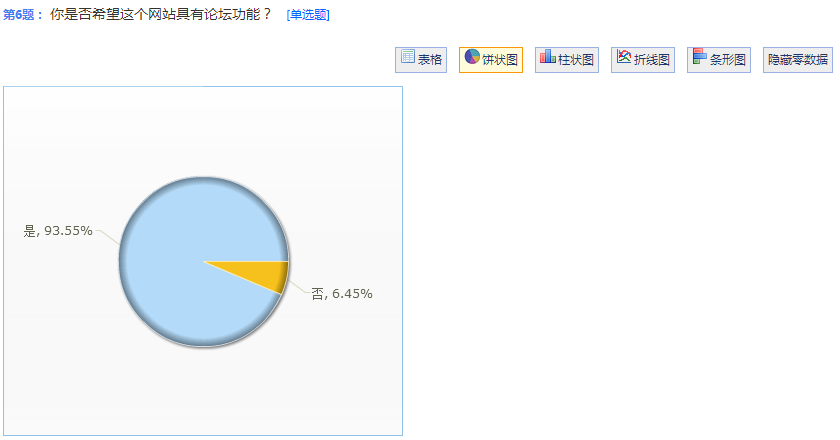 第6题： 你是否希望这个网站具有论坛功能？ [单选题]
表格 饼状图 柱状图 折线图 条形图 隐藏零数据
是, 93.55%
否, 6.45%